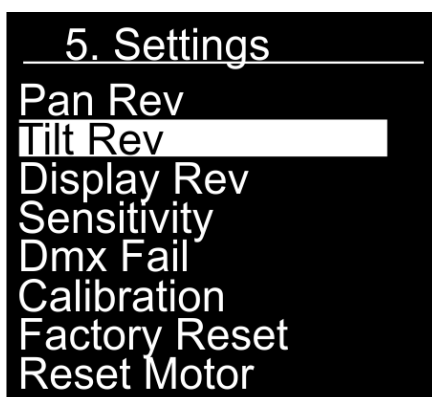 5. Settings
Pan Rev
Tilt Rev
Display Rev
Sensitivity
Dmx Fail
Calibration
Factory Reset
Reset Motor